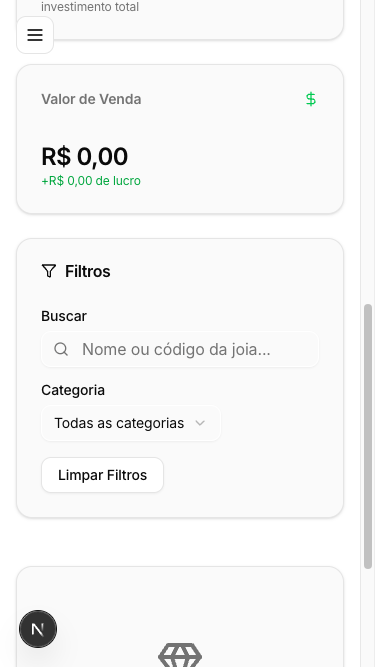 investimento total
Valor de Venda
R$ 0,00
+R$ 0,00 de lucro
Filtros
Buscar
Nome ou código da joia...
Categoria
Todas as categorias
Limpar Filtros
N